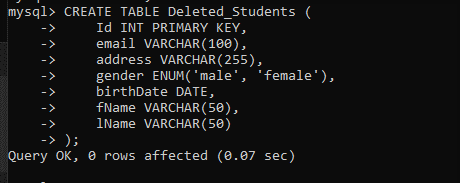 mysql> CREATE TABLE Deleted_Students (
    ->     Id INT PRIMARY KEY,
    ->     email VARCHAR(100),
    ->     address VARCHAR(255),
    ->     gender ENUM('male', 'female'),
    ->     birthDate DATE,
    ->     fName VARCHAR(50),
    ->     lName VARCHAR(50)
    -> );
Query OK, 0 rows affected (0.07 sec)